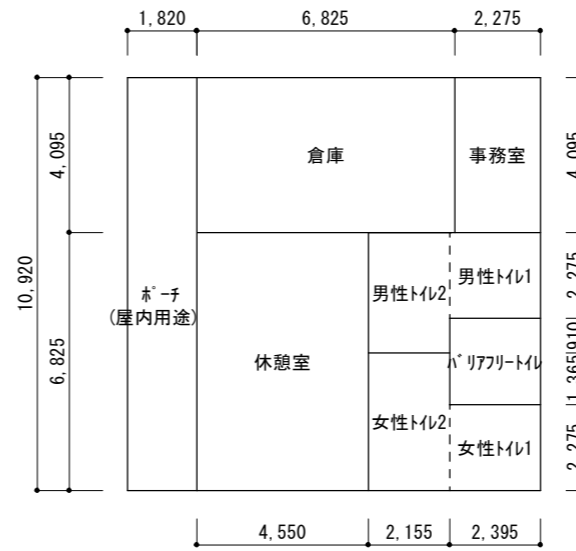 1,820
6,825
2,275
4,095
倉庫
事務室
4,095
10,920
ﾎﾟｰﾁ
(屋内用途)
6,825
休憩室
男性ﾄｲﾚ2
男性ﾄｲﾚ1
2,275
ﾊﾞﾘｱﾌﾘｰﾄｲﾚ
910
1,365
女性ﾄｲﾚ2
女性ﾄｲﾚ1
2,275
4,550
2,155
2,395